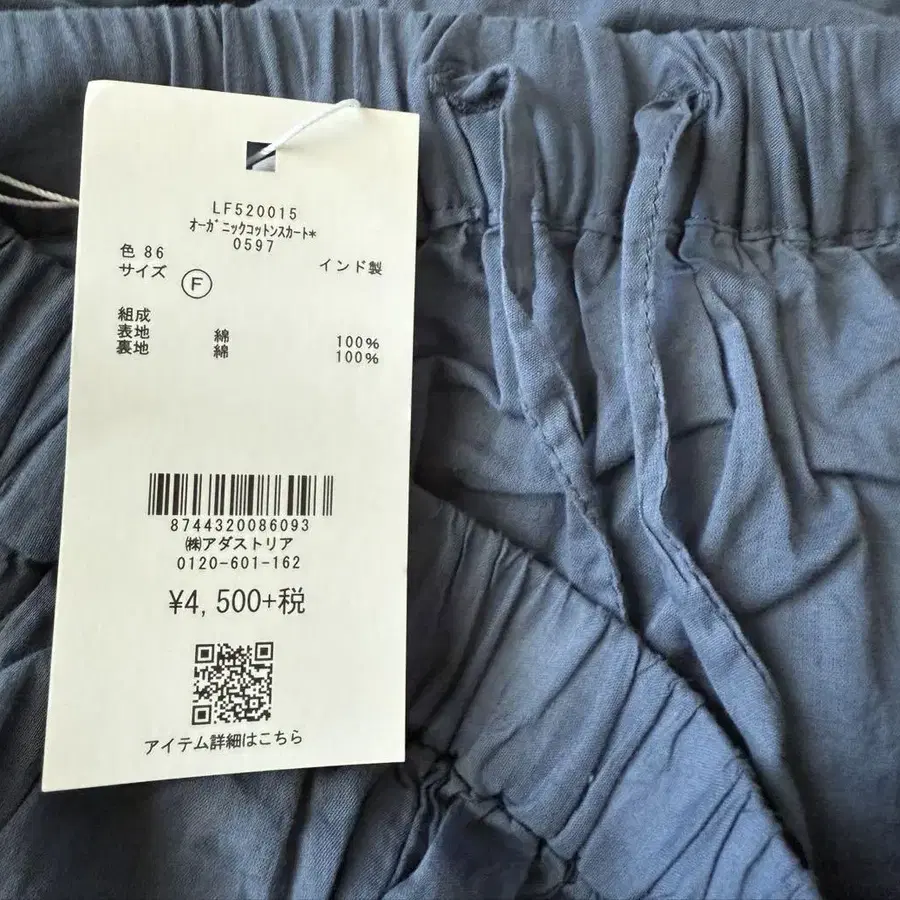 LF520015
オーガニックコットンスカート*
0597
色 86
インド製
サイズ Ⓕ
組成
表地 綿 100%
裏地 綿 100%
8744320086093
㈱アダストリア
0120-601-162
¥4,500+税
アイテム詳細はこちら